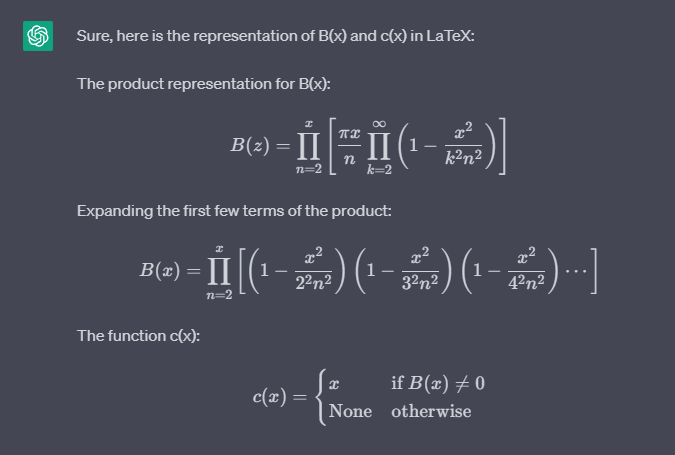 Sure, here is the representation of B(x) and c(x) in LaTeX:
The product representation for B(x):
$B(z) = \prod_{n=2}^{x} \left[ \frac{\pi x}{n} \prod_{k=2}^{\infty} \left( 1 - \frac{x^2}{k^2 n^2} \right) \right]$
Expanding the first few terms of the product:
$B(x) = \prod_{n=2}^{x} \left[ \left( 1 - \frac{x^2}{2^2 n^2} \right) \left( 1 - \frac{x^2}{3^2 n^2} \right) \left( 1 - \frac{x^2}{4^2 n^2} \right) \cdots \right]$
The function c(x):
$c(x) = \begin{cases} x & \text{if } B(x) \neq 0 \\ \text{None} & \text{otherwise} \end{cases}$